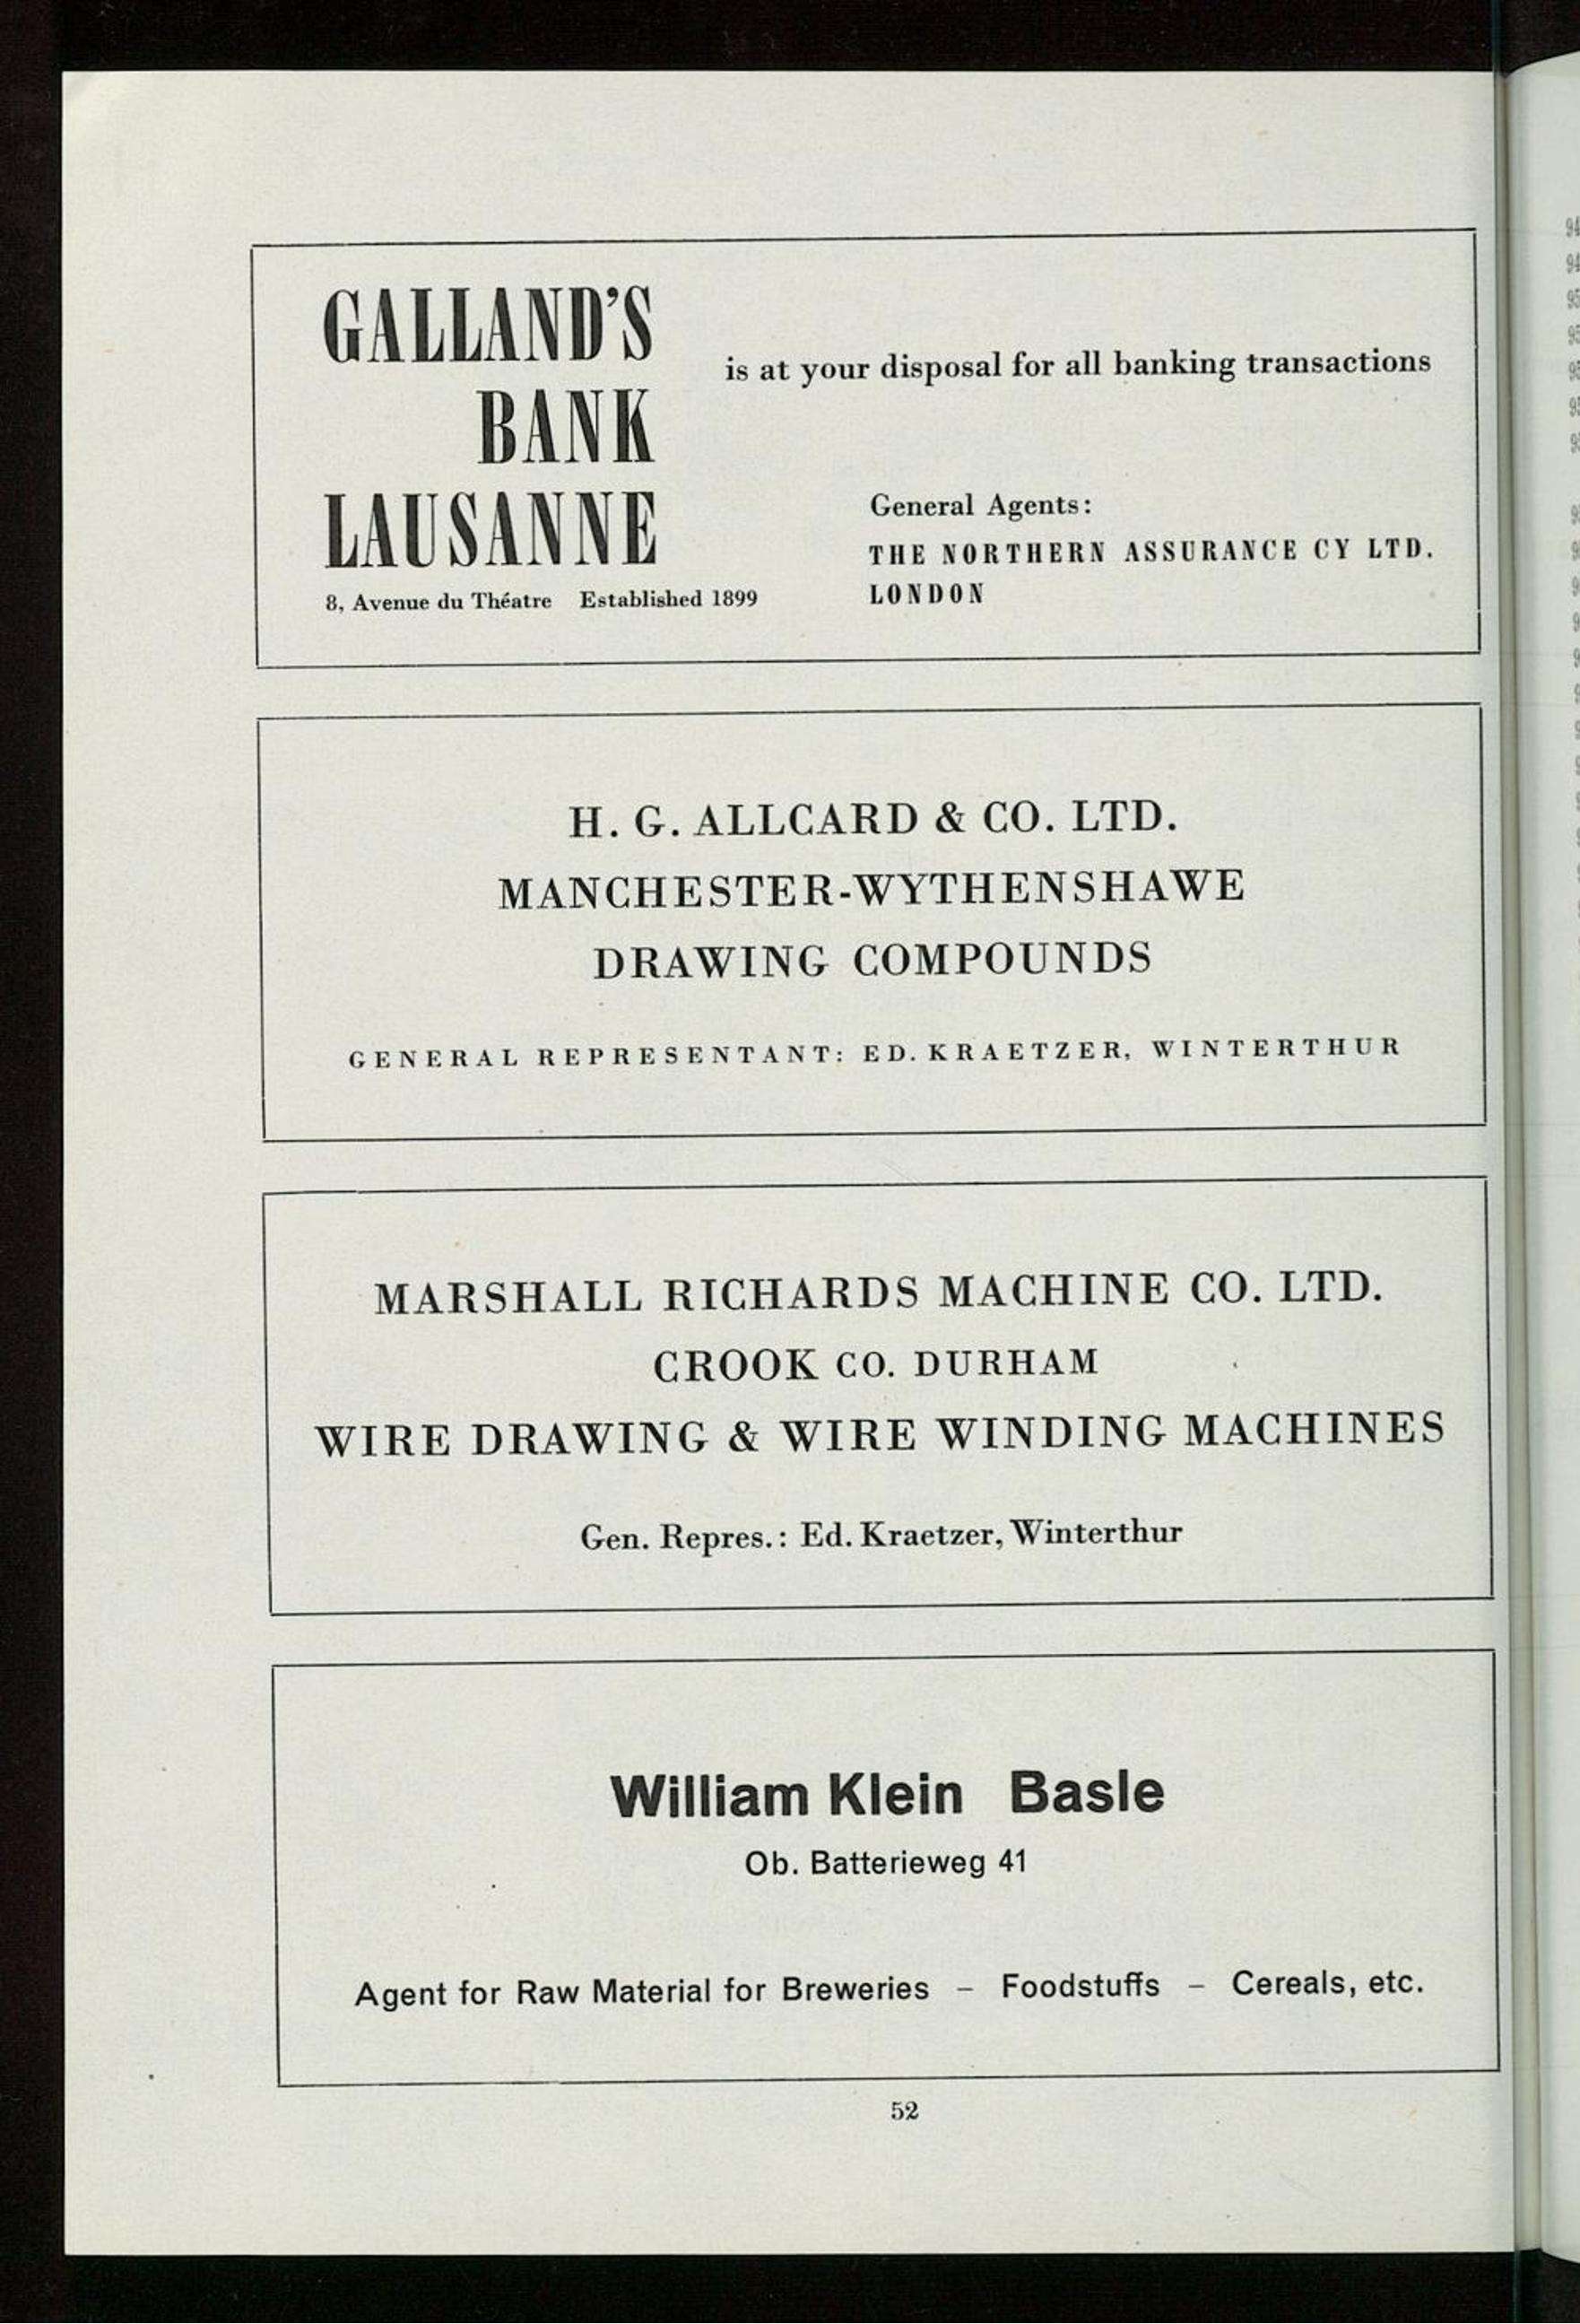 GALLAND'S
BANK
LAUSANNE
8, Avenue du Théatre Established 1899
is at your disposal for all banking transactions
General Agents:
THE NORTHERN ASSURANCE CY LTD.
LONDON
H. G. ALLCARD & CO. LTD.
MANCHESTER-WYTHENSHAWE
DRAWING COMPOUNDS
GENERAL REPRESENTANT: ED. KRAETZER, WINTERTHUR
MARSHALL RICHARDS MACHINE CO. LTD.
CROOK CO. DURHAM
WIRE DRAWING & WIRE WINDING MACHINES
Gen. Repres.: Ed. Kraetzer, Winterthur
William Klein Basle
Ob. Batterieweg 41
Agent for Raw Material for Breweries – Foodstuffs – Cereals, etc.
52